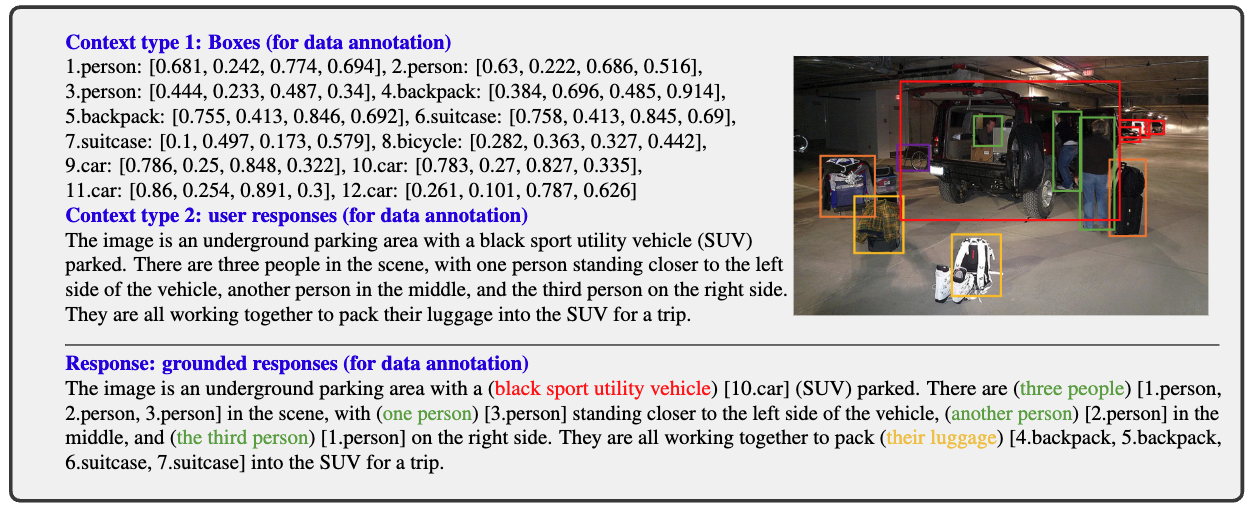 Context type 1: Boxes (for data annotation)
1.person: [0.681, 0.242, 0.774, 0.694], 2.person: [0.63, 0.222, 0.686, 0.516],
3.person: [0.444, 0.233, 0.487, 0.34], 4.backpack: [0.384, 0.696, 0.485, 0.914],
5.backpack: [0.755, 0.413, 0.846, 0.692], 6.suitcase: [0.758, 0.413, 0.845, 0.69],
7.suitcase: [0.1, 0.497, 0.173, 0.579], 8.bicycle: [0.282, 0.363, 0.327, 0.442],
9.car: [0.786, 0.25, 0.848, 0.322], 10.car: [0.783, 0.27, 0.827, 0.335],
11.car: [0.86, 0.254, 0.891, 0.3], 12.car: [0.261, 0.101, 0.787, 0.626]
Context type 2: user responses (for data annotation)
The image is an underground parking area with a black sport utility vehicle (SUV)
parked. There are three people in the scene, with one person standing closer to the left
side of the vehicle, another person in the middle, and the third person on the right side.
They are all working together to pack their luggage into the SUV for a trip.
Response: grounded responses (for data annotation)
The image is an underground parking area with a (black sport utility vehicle) [10.car] (SUV) parked. There are (three people) [1.person,
2.person, 3.person] in the scene, with (one person) [3.person] standing closer to the left side of the vehicle, (another person) [2.person] in the
middle, and (the third person) [1.person] on the right side. They are all working together to pack (their luggage) [4.backpack, 5.backpack,
6.suitcase, 7.suitcase] into the SUV for a trip.